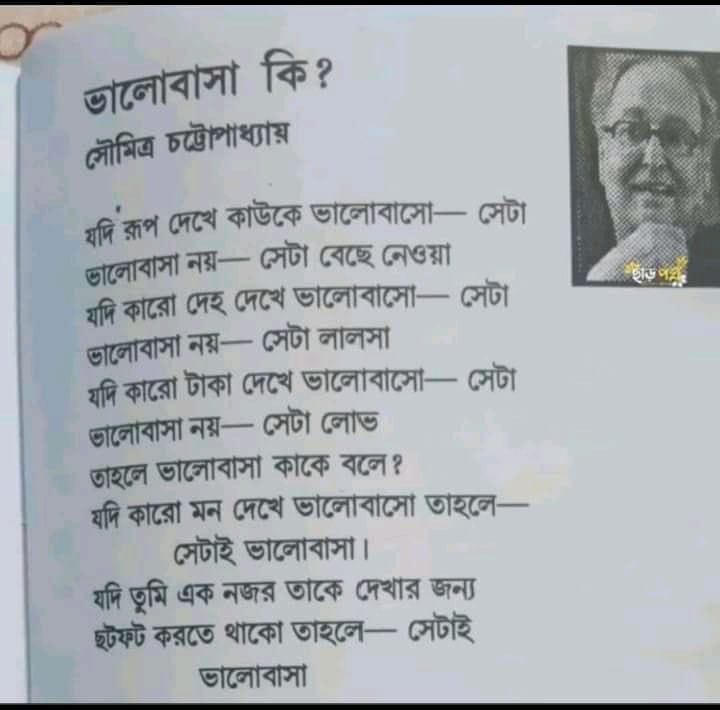 ভালোবাসা কি?
সৌমিত্র চট্টোপাধ্যায়
যদি রূপ দেখে কাউকে ভালোবাসো— সেটা
ভালোবাসা নয়— সেটা বেছে নেওয়া
যদি কারো দেহ দেখে ভালোবাসো— সেটা
ভালোবাসা নয়— সেটা লালসা
যদি কারো টাকা দেখে ভালোবাসো— সেটা
ভালোবাসা নয়— সেটা লোভ
তাহলে ভালোবাসা কাকে বলে?
যদি কারো মন দেখে ভালোবাসো তাহলে—
সেটাই ভালোবাসা।
যদি তুমি এক নজর তাকে দেখার জন্য
ছটফট করতে থাকো তাহলে— সেটাই
ভালোবাসা